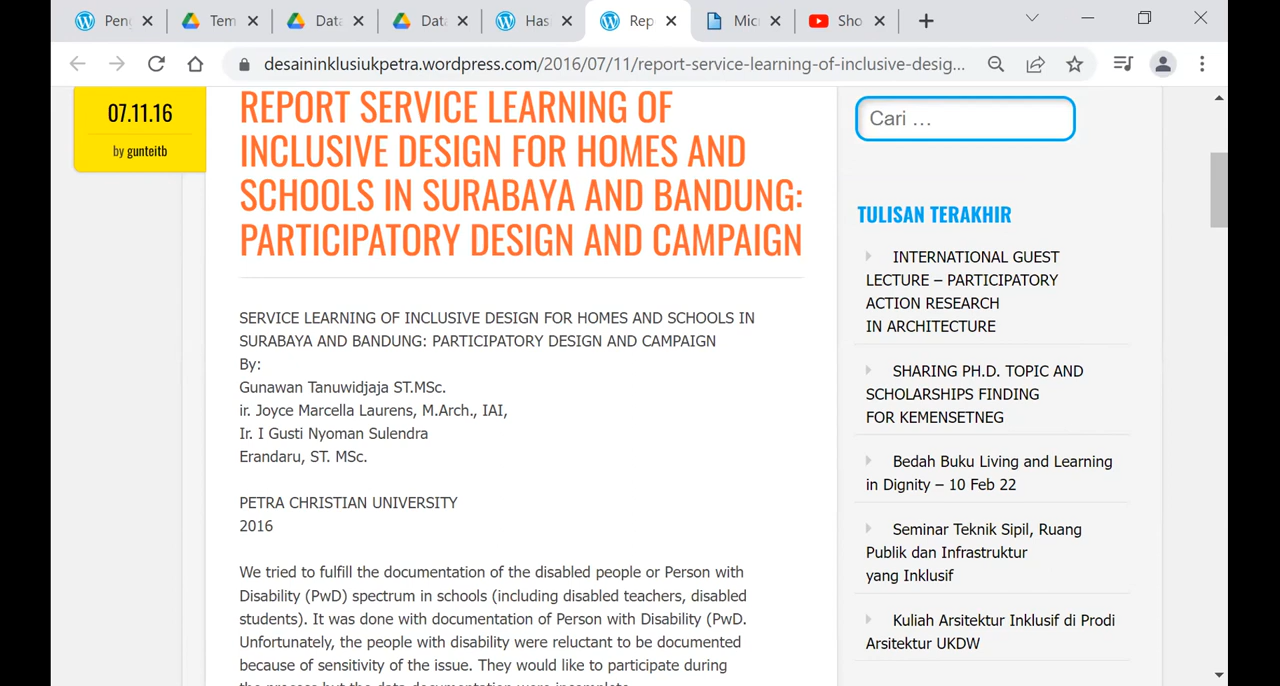 Pen
Tem
Data
Data
Has
Rep
Mic
Sho
desaininklusiukpetra.wordpress.com/2016/07/11/report-service-learning-of-inclusive-desig...
07.11.16
by gunteitb
REPORT SERVICE LEARNING OF
INCLUSIVE DESIGN FOR HOMES AND
SCHOOLS IN SURABAYA AND BANDUNG:
PARTICIPATORY DESIGN AND CAMPAIGN
SERVICE LEARNING OF INCLUSIVE DESIGN FOR HOMES AND SCHOOLS IN
SURABAYA AND BANDUNG: PARTICIPATORY DESIGN AND CAMPAIGN
By:
Gunawan Tanuwidjaja ST.MSc.
ir. Joyce Marcella Laurens, M.Arch., IAI,
Ir. I Gusti Nyoman Sulendra
Erandaru, ST. MSc.
PETRA CHRISTIAN UNIVERSITY
2016
We tried to fulfill the documentation of the disabled people or Person with
Disability (PwD) spectrum in schools (including disabled teachers, disabled
students). It was done with documentation of Person with Disability (PwD.
Unfortunately, the people with disability were reluctant to be documented
because of sensitivity of the issue. They would like to participate during
the process but the data documentation were incomplete.
Cari …
TULISAN TERAKHIR
INTERNATIONAL GUEST
LECTURE – PARTICIPATORY
ACTION RESEARCH
IN ARCHITECTURE
SHARING PH.D. TOPIC AND
SCHOLARSHIPS FINDING
FOR KEMENSETNEG
Bedah Buku Living and Learning
in Dignity – 10 Feb 22
Seminar Teknik Sipil, Ruang
Publik dan Infrastruktur
yang Inklusif
Kuliah Arsitektur Inklusif di Prodi
Arsitektur UKDW